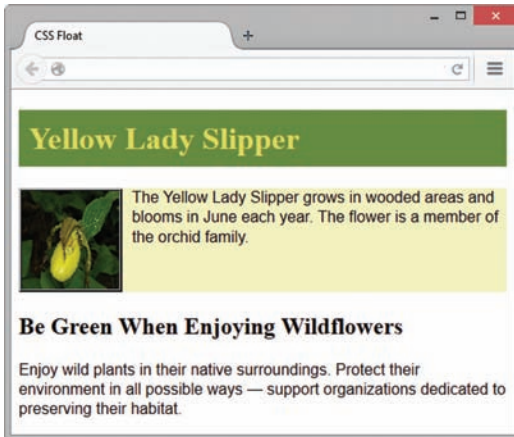 CSS Float
Yellow Lady Slipper
The Yellow Lady Slipper grows in wooded areas and
blooms in June each year. The flower is a member of
the orchid family.
Be Green When Enjoying Wildflowers
Enjoy wild plants in their native surroundings. Protect their
environment in all possible ways — support organizations dedicated to
preserving their habitat.